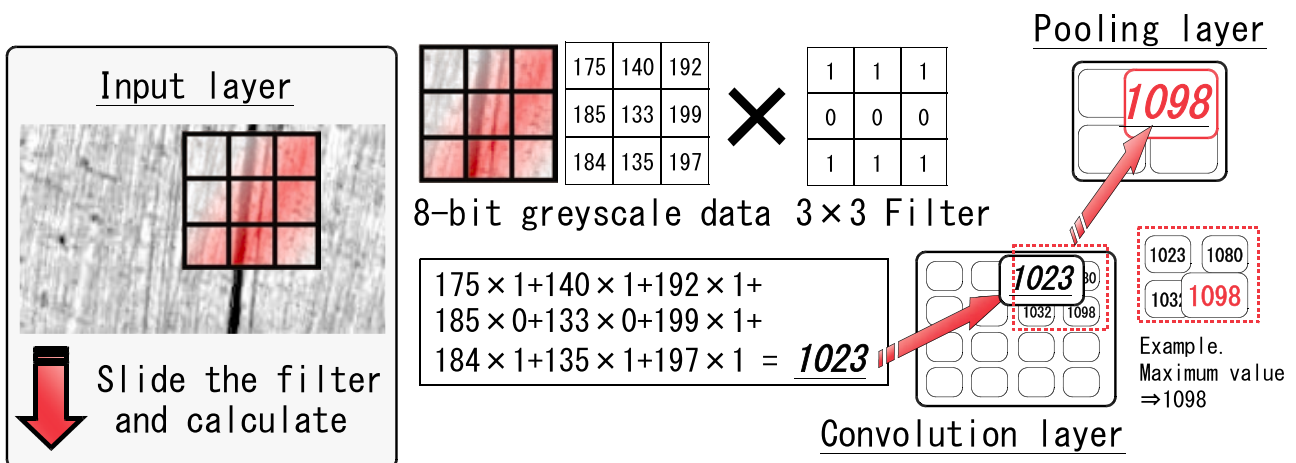 Input layer
Slide the filter
and calculate
175 140 192
185 133 199
184 135 197
×
1 1 1
0 0 0
1 1 1
8-bit greyscale data
3×3 Filter
175×1+140×1+192×1+
185×0+133×0+199×1+
184×1+135×1+197×1 = 1023
Pooling layer
1098
1023
1032 1098
Convolution layer
1023 1080
1098
Example.
Maximum value
⇒1098